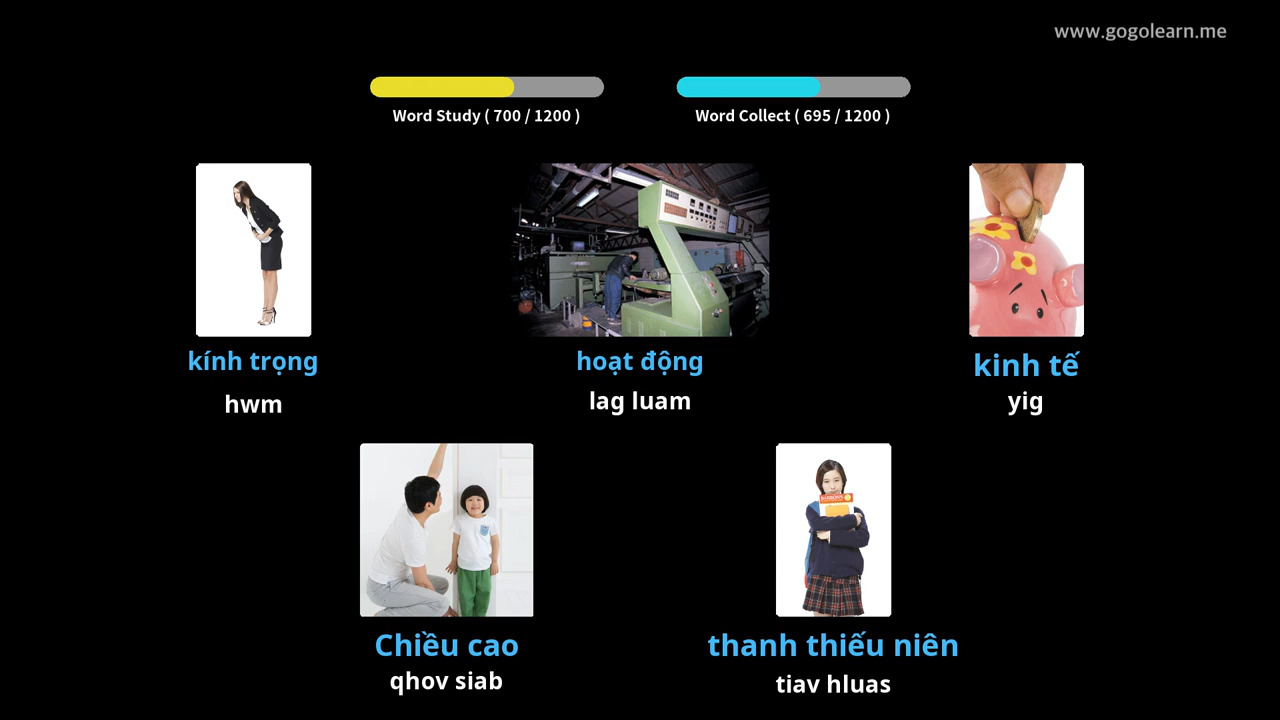 www.gogolearn.me
Word Study ( 700 / 1200 )
Word Collect ( 695 / 1200 )
kính trọng
hwm
hoạt động
lag luam
kinh tế
yig
Chiều cao
qhov siab
thanh thiếu niên
tiav hluas